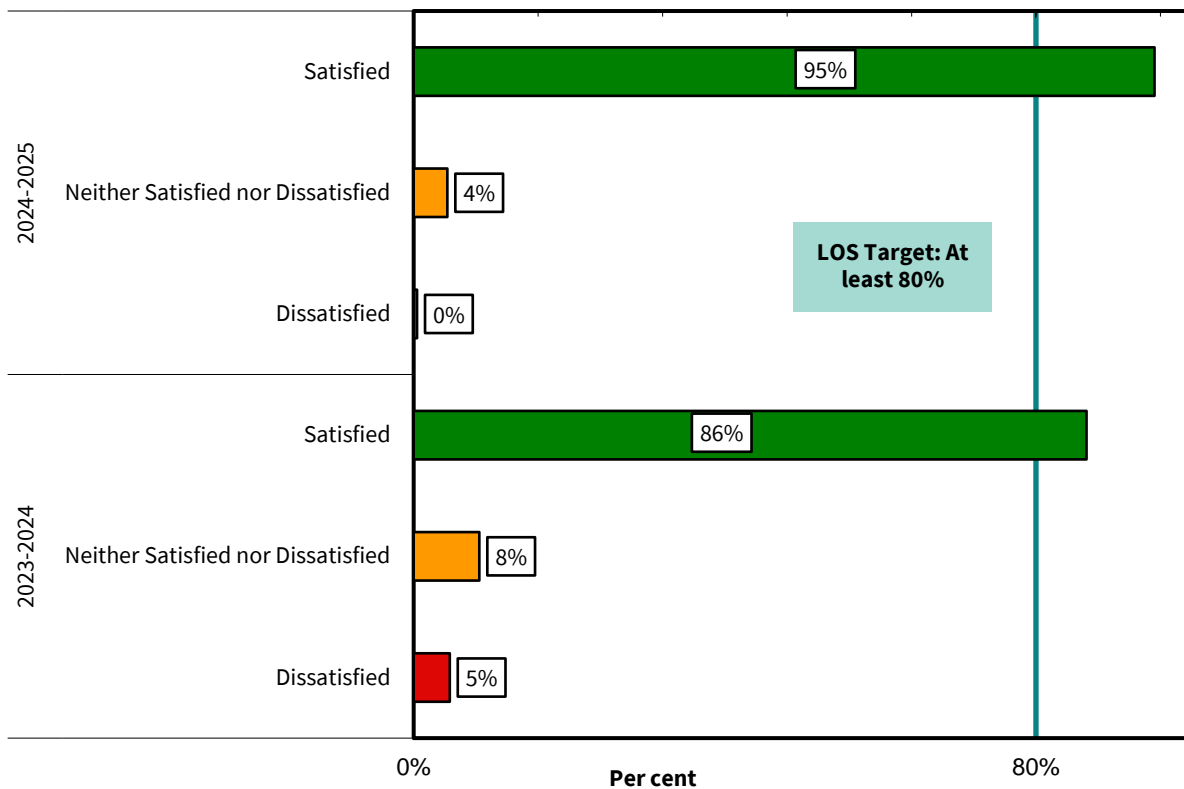 2024-2025
Satisfied
95%
Neither Satisfied nor Dissatisfied
4%
Dissatisfied
0%
LOS Target: At
least 80%
2023-2024
Satisfied
86%
Neither Satisfied nor Dissatisfied
8%
Dissatisfied
5%
0%
80%
Per cent